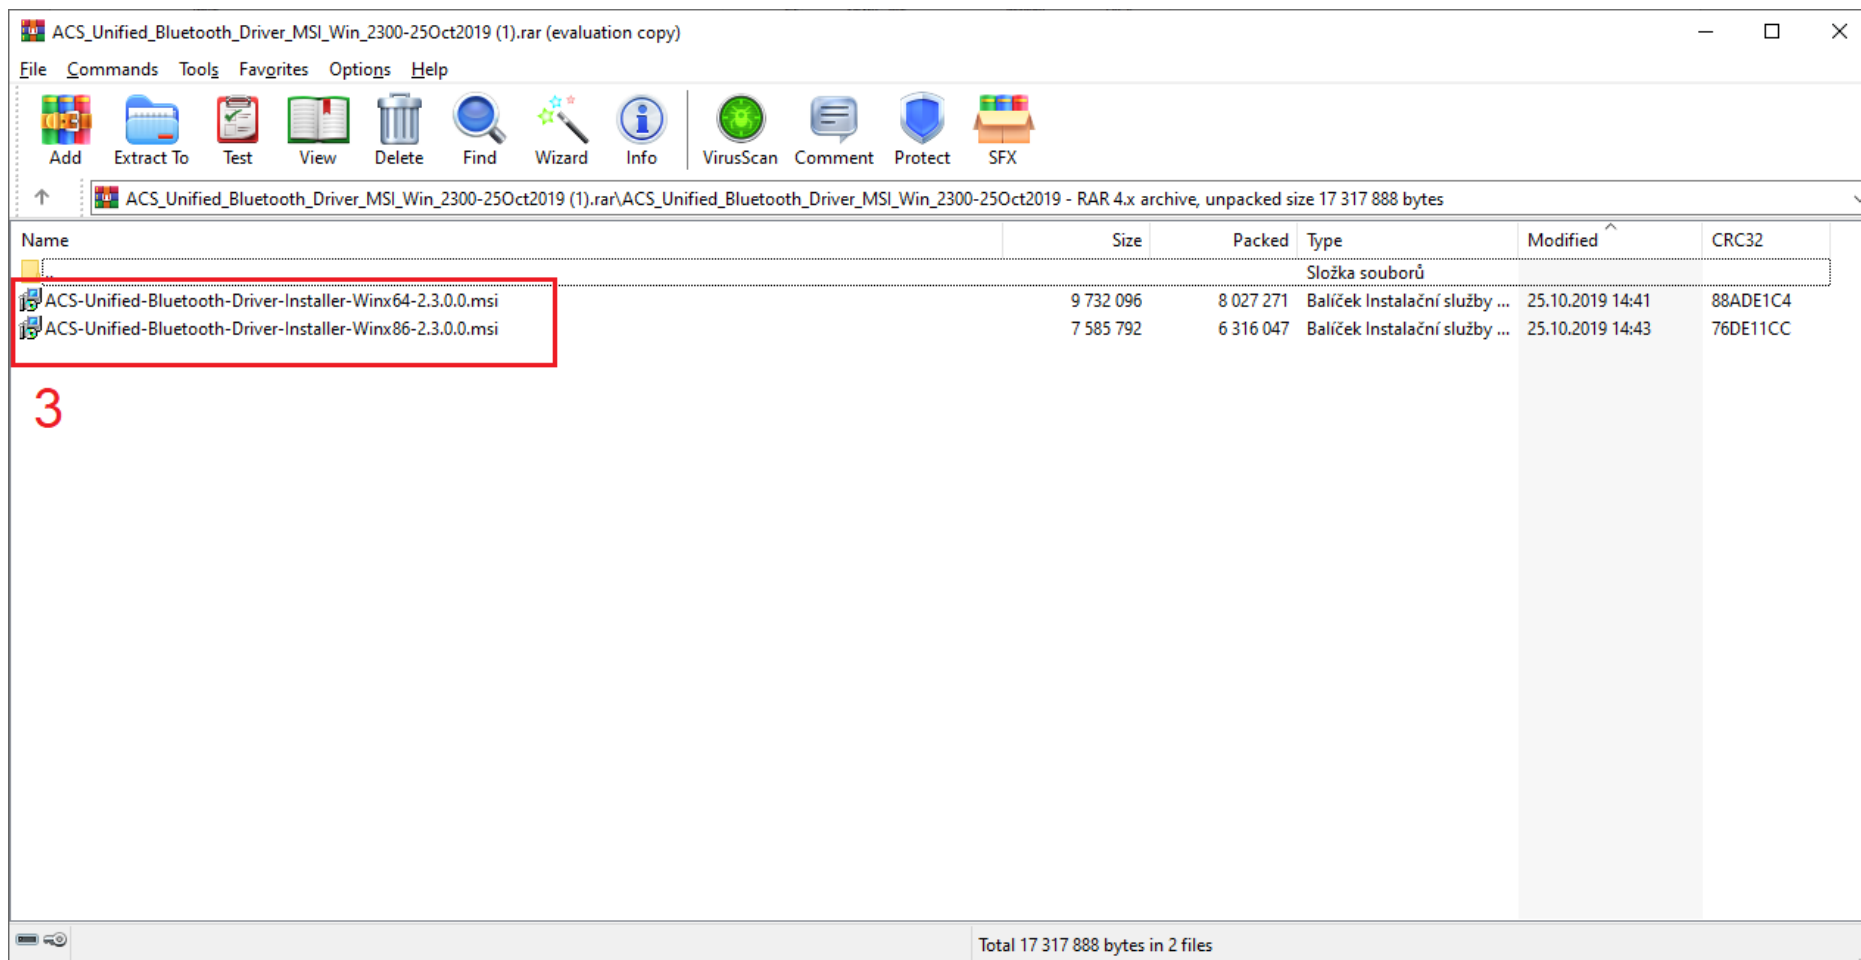 ACS_Unified_Bluetooth_Driver_MSI_Win_2300-25Oct2019 (1).rar (evaluation copy)
File Commands Tools Favorites Options Help
Add Extract To Test View Delete Find Wizard Info VirusScan Comment Protect SFX
ACS_Unified_Bluetooth_Driver_MSI_Win_2300-25Oct2019 (1).rar\ACS_Unified_Bluetooth_Driver_MSI_Win_2300-25Oct2019 - RAR 4.x archive, unpacked size 17 317 888 bytes
Name Size Packed Type Modified CRC32
.. Složka souborů
ACS-Unified-Bluetooth-Driver-Installer-Winx64-2.3.0.0.msi 9 732 096 8 027 271 Balíček Instalační služby ... 25.10.2019 14:41 88ADE1C4
ACS-Unified-Bluetooth-Driver-Installer-Winx86-2.3.0.0.msi 7 585 792 6 316 047 Balíček Instalační služby ... 25.10.2019 14:43 76DE11CC
3
Total 17 317 888 bytes in 2 files